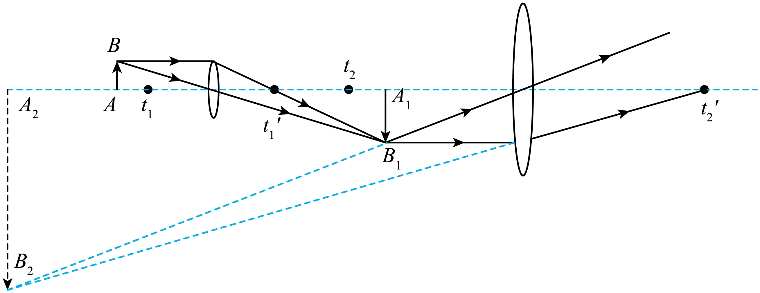 B
t₂
A₂
A
t₁
t₁′
A₁
B₁
t₂′
B₂